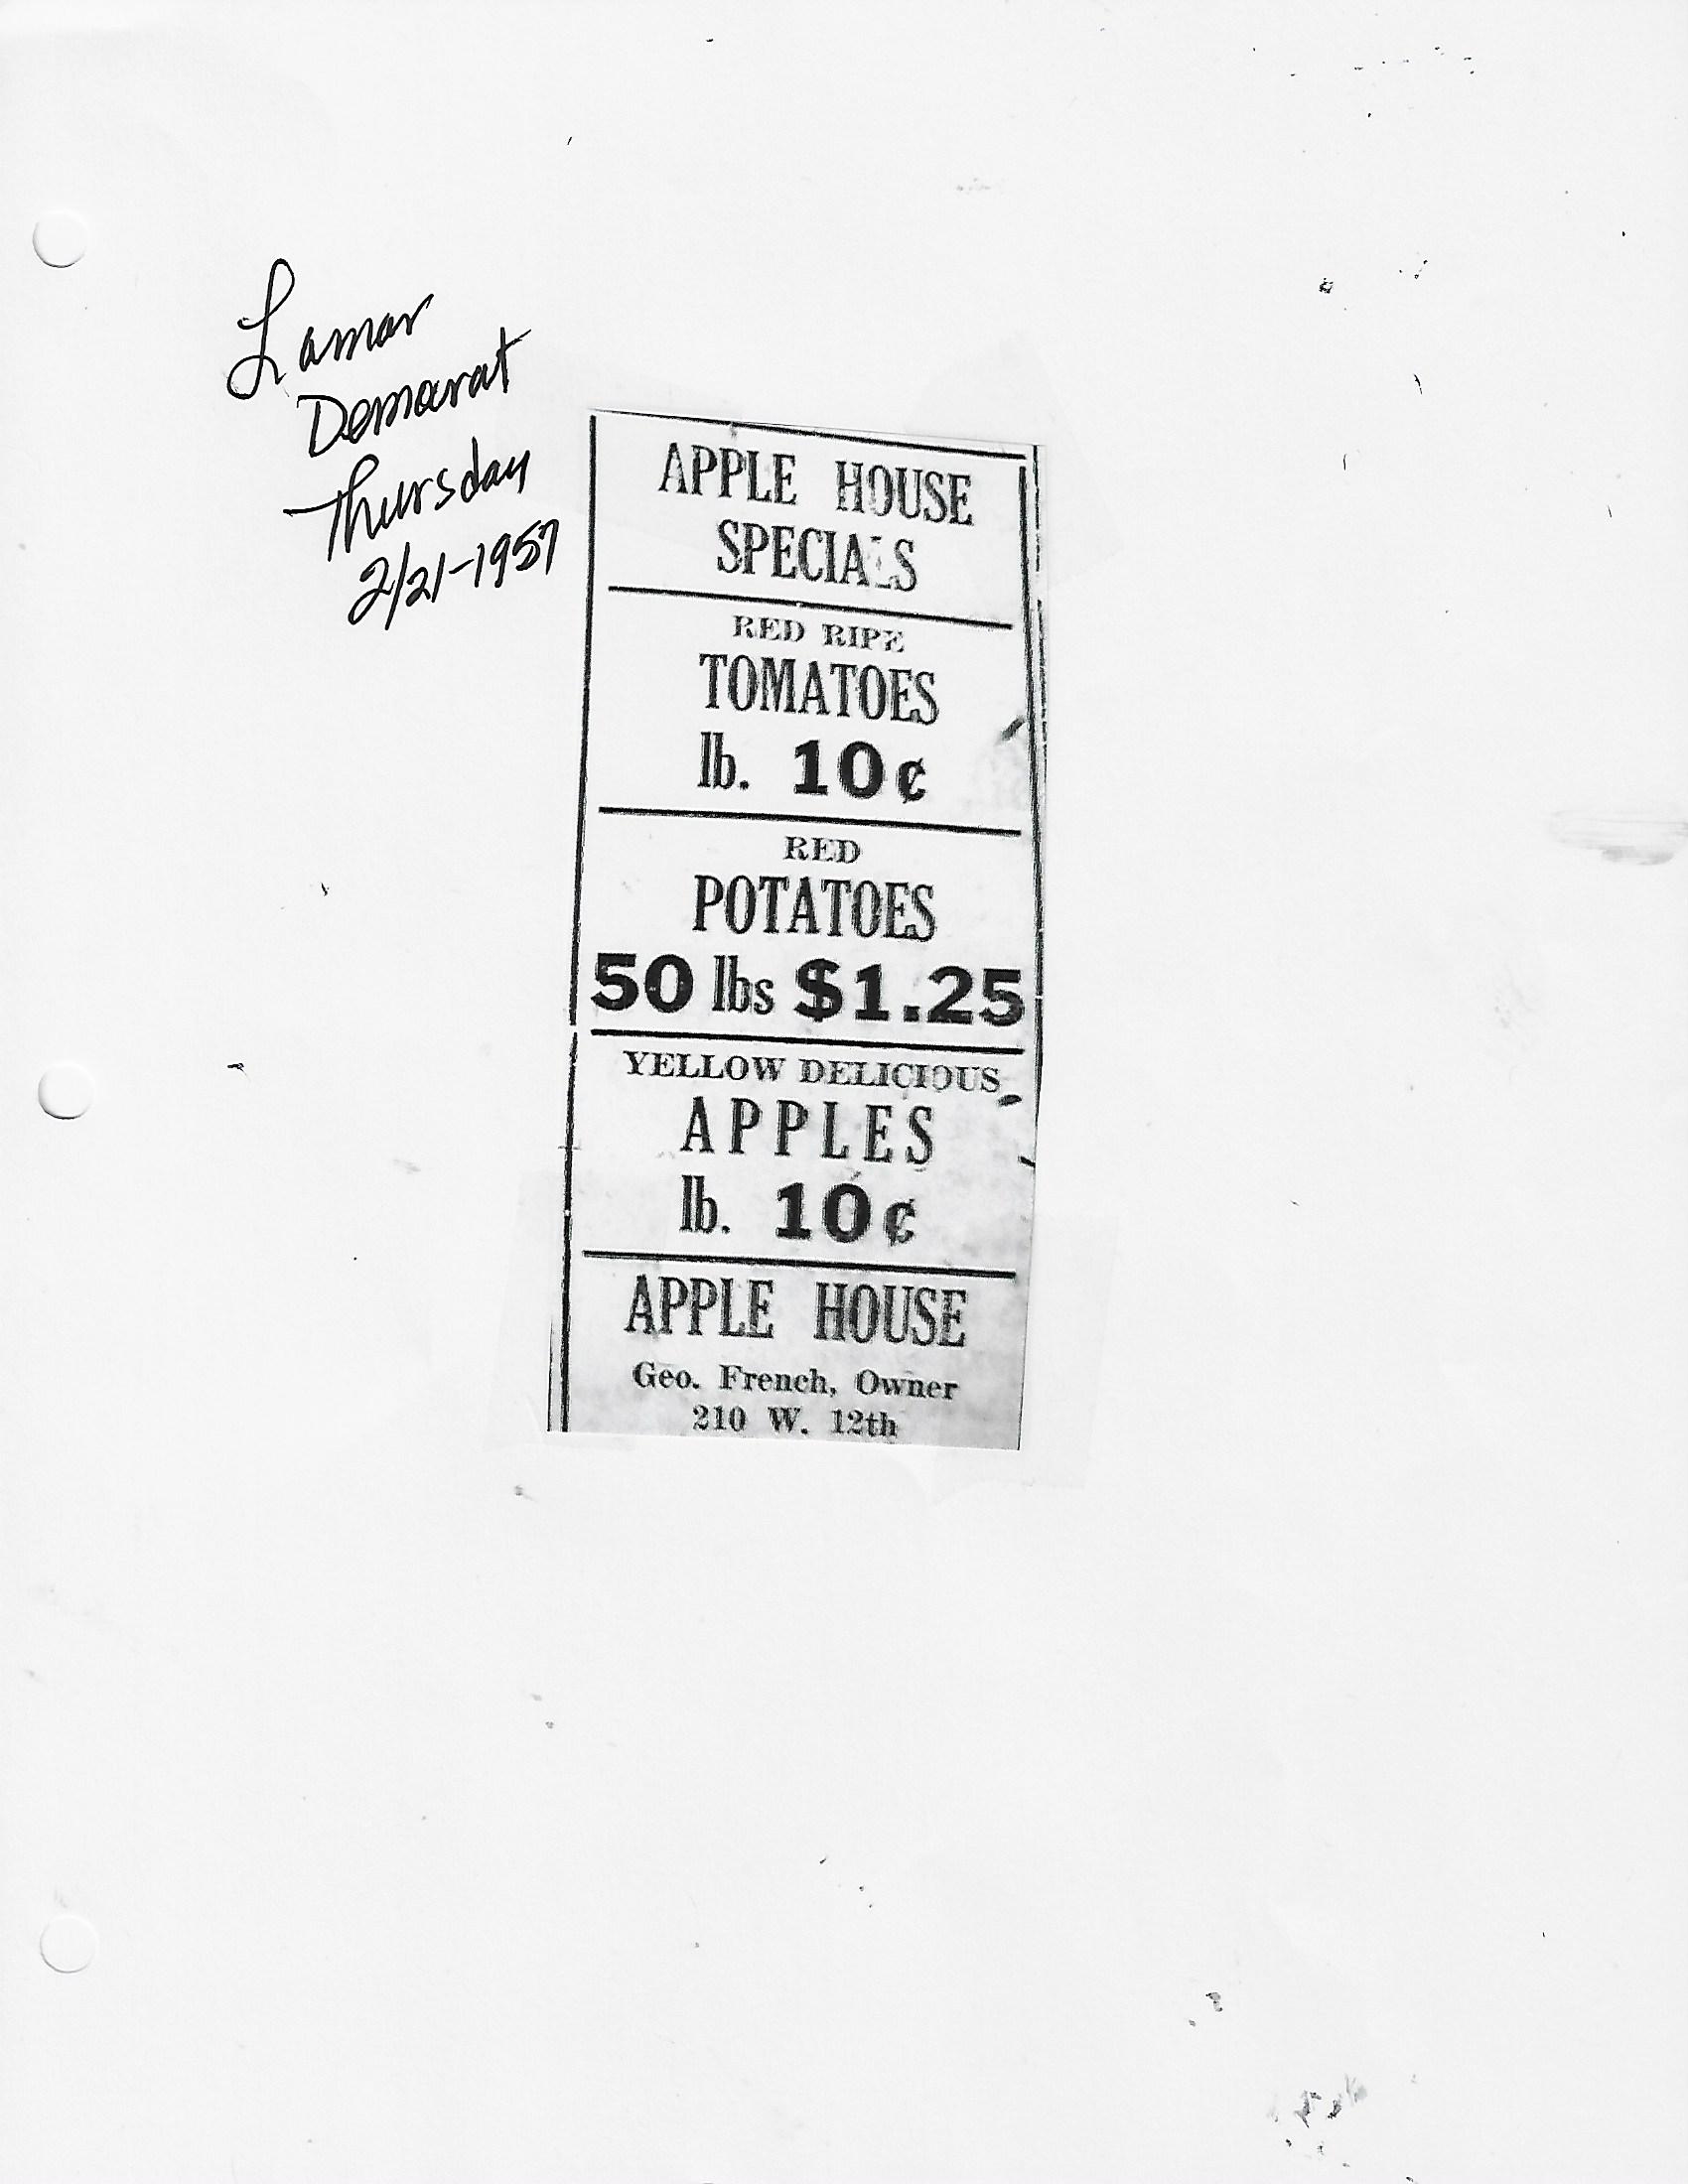 Lamar
Democrat
Thursday
2/21-1957
APPLE HOUSE
SPECIALS
RED RIPE
TOMATOES
lb. 10¢
RED
POTATOES
50 lbs $1.25
YELLOW DELICIOUS
APPLES
lb. 10¢
APPLE HOUSE
Geo. French, Owner
210 W. 12th